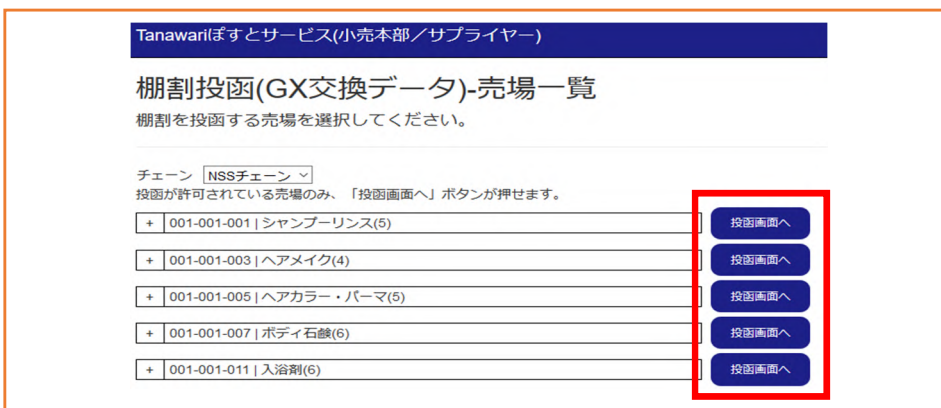 Tanawariぽすとサービス(小売本部／サプライヤー)
棚割投函(GX交換データ)-売場一覧
棚割を投函する売場を選択してください。
チェーン NSSチェーン
投函が許可されている売場のみ、「投函画面へ」ボタンが押せます。
+ 001-001-001 | シャンプーリンス(5) 投函画面へ
+ 001-001-003 | ヘアメイク(4) 投函画面へ
+ 001-001-005 | ヘアカラー・パーマ(5) 投函画面へ
+ 001-001-007 | ボディ石鹸(6) 投函画面へ
+ 001-001-011 | 入浴剤(6) 投函画面へ